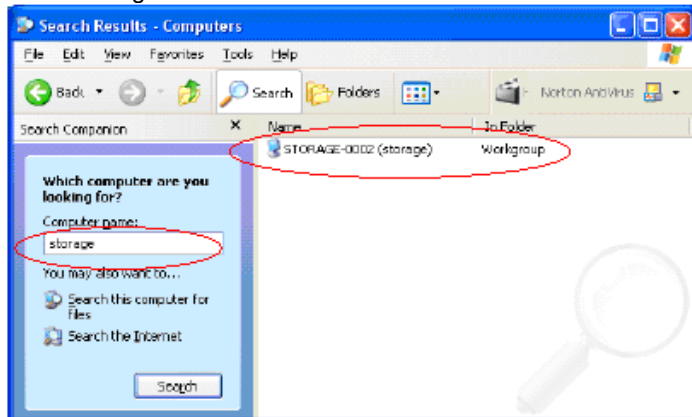 Search Results - Computers
File Edit View Favorites Tools Help
Back Search Folders Norton AntiVirus
Search Companion Name In Folder
STORAGE-0002 (storage) Workgroup
Which computer are you
looking for?
Computer name:
storage
You may also want to...
Search this computer for
files
Search the Internet
Search